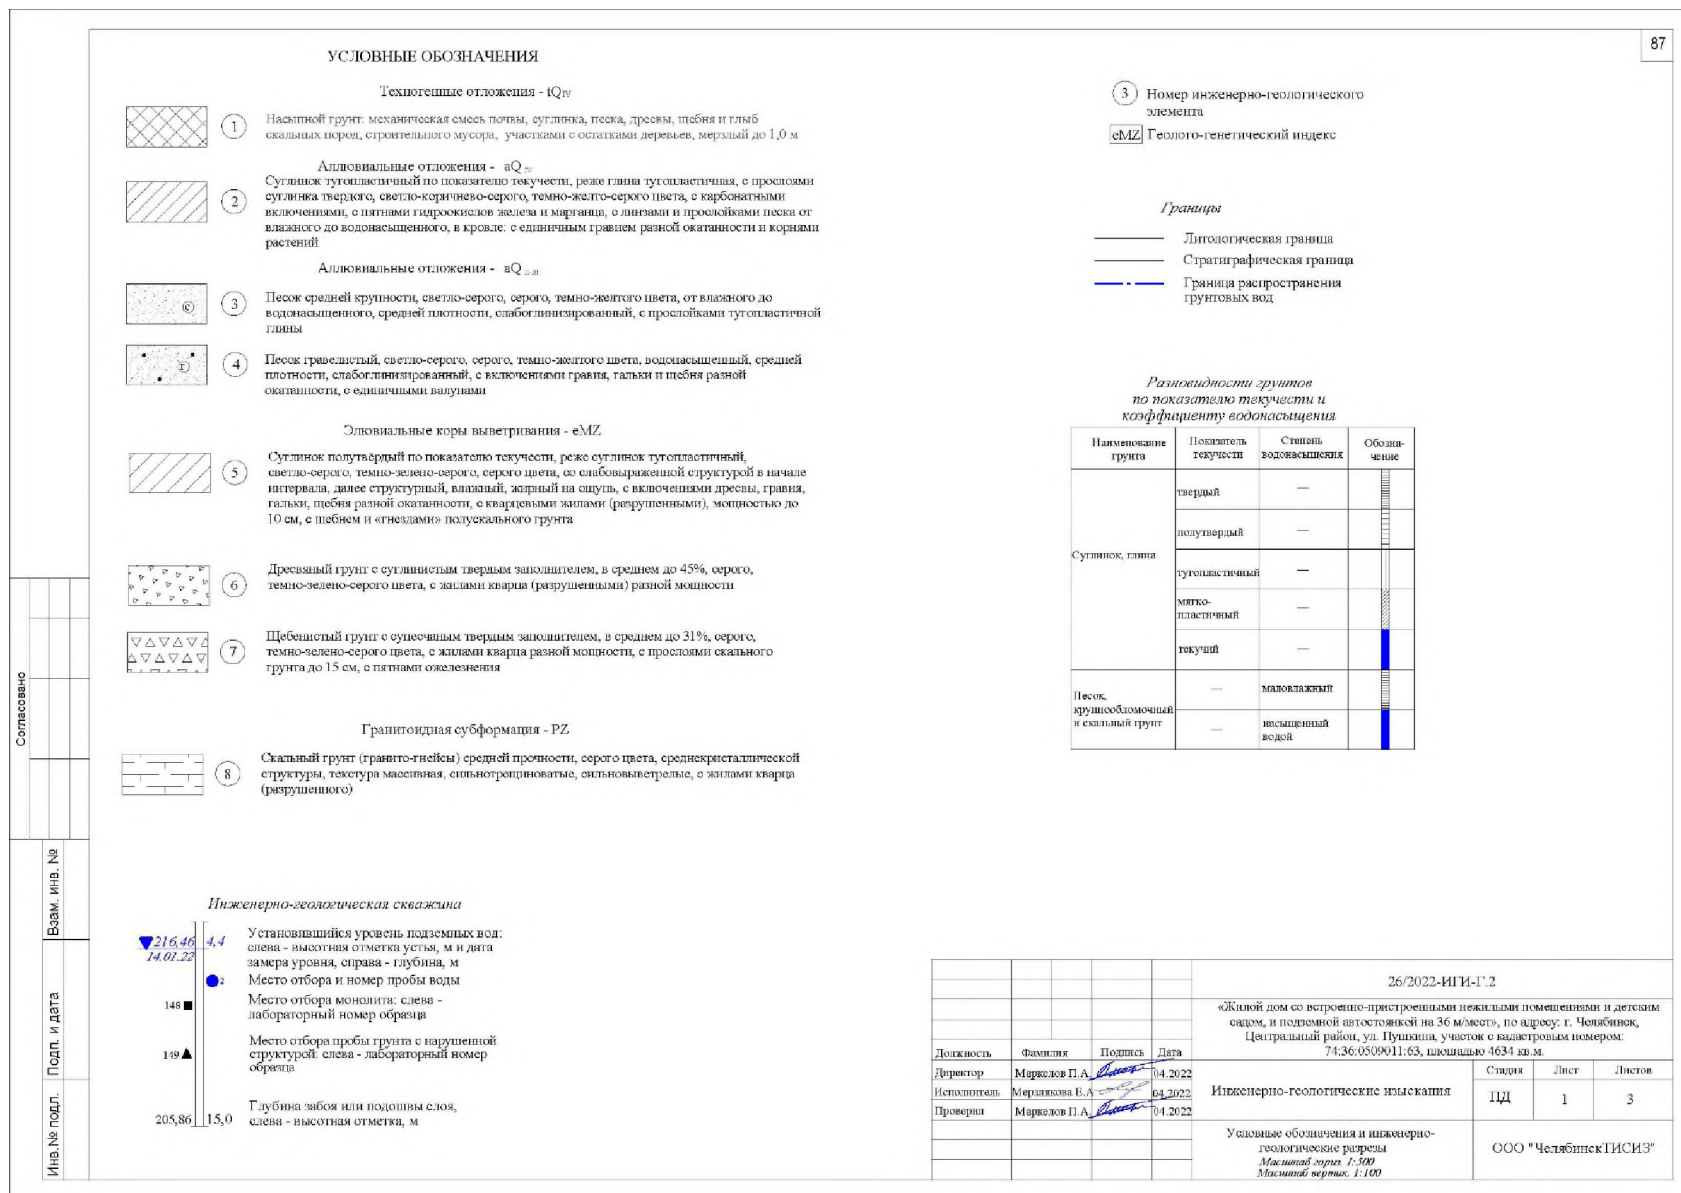 87
УСЛОВНЫЕ ОБОЗНАЧЕНИЯ
Техногенные отложения - tQIV
1
Насыпной грунт: механическая смесь почвы, суглинка, песка, дресвы, щебня и глыб
скальных пород, строительного мусора, участками с остатками деревьев, мерзлый до 1,0 м
Аллювиальные отложения - aQ IV
2
Суглинок тугопластичный по показателю текучести, реже глина тугопластичная, с прослоями
суглинка твердого, светло-коричнево-серого, темно-желто-серого цвета, с карбонатными
включениями, с пятнами гидроокислов железа и марганца, с линзами и прослойками песка от
влажного до водонасыщенного, в кровле: с единичным гравием разной окатанности и корнями
растений
Аллювиальные отложения - aQ II-III
с
3
Песок средней крупности, светло-серого, серого, темно-желтого цвета, от влажного до
водонасыщенного, средней плотности, слабоглинизированный, с прослойками тугопластичной
глины
г
4
Песок гравелистый, светло-серого, серого, темно-желтого цвета, водонасыщенный, средней
плотности, слабоглинизированный, с включениями гравия, гальки и щебня разной
окатанности, с единичными валунами
Элювиальные коры выветривания - eMZ
5
Суглинок полутвердый по показателю текучести, реже суглинок тугопластичный,
светло-серого, темно-зелено-серого, серого цвета, со слабовыраженной структурой в начале
интервала, далее структурный, влажный, жирный на ощупь, с включениями дресвы, гравия,
гальки, щебня разной окатанности, с кварцевыми жилами (разрушенными), мощностью до
10 см, с щебнем и «гнездами» полускального грунта
6
Дресвяный грунт с суглинистым твердым заполнителем, в среднем до 45%, серого,
темно-зелено-серого цвета, с жилами кварца (разрушенными) разной мощности
7
Щебенистый грунт с супесчаным твердым заполнителем, в среднем до 31%, серого,
темно-зелено-серого цвета, с жилами кварца разной мощности, с прослоями скального
грунта до 15 см, с пятнами ожелезнения
Гранитоидная субформация - PZ
8
Скальный грунт (гранито-гнейсы) средней прочности, серого цвета, среднекристаллической
структуры, текстура массивная, сильнотрещиноватые, сильновыветрелые, с жилами кварца
(разрушенного)
Инженерно-геологическая скважина
216,46 4,4
14.01.22
Установившийся уровень подземных вод:
слева - высотная отметка устья, м и дата
замера уровня, справа - глубина, м
2
Место отбора и номер пробы воды
148
Место отбора монолита: слева -
лабораторный номер образца
149
Место отбора пробы грунта с нарушенной
структурой: слева - лабораторный номер
образца
205,86 15,0
Глубина забоя или подошвы слоя,
слева - высотная отметка, м
3 Номер инженерно-геологического
элемента
eMZ Геолого-генетический индекс
Границы
Литологическая граница
Стратиграфическая граница
Граница распространения
грунтовых вод
Разновидности грунтов
по показателю текучести и
коэффициенту водонасыщения
Наименование грунта Показатель текучести Степень водонасыщения Обозна-чение
Суглинок, глина
твердый —
полутвердый —
тугопластичный —
мягко-
пластичный —
текучий —
Песок,
крупнообломочный
и скальный грунт
— маловлажный
— насыщенный
водой
Согласовано
Взам. инв. №
Подп. и дата
Инв.№ подл.
26/2022-ИГИ-Г.2
«Жилой дом со встроенно-пристроенными нежилыми помещениями и детским
садом, и подземной автостоянкой на 36 м/мест», по адресу: г. Челябинск,
Центральный район, ул. Пушкина, участок с кадастровым номером:
74:36:0509011:63, площадью 4634 кв.м.
Должность Фамилия Подпись Дата
Директор Маркелов П.А. 04.2022
Исполнитель Мерзлякова Е.А 04.2022
Проверил Маркелов П.А. 04.2022
Инженерно-геологические изыскания
Стадия Лист Листов
ПД 1 3
Условные обозначения и инженерно-
геологические разрезы
Масштаб гориз. 1:500
Масштаб вертик. 1:100
ООО "ЧелябинскТИСИЗ"